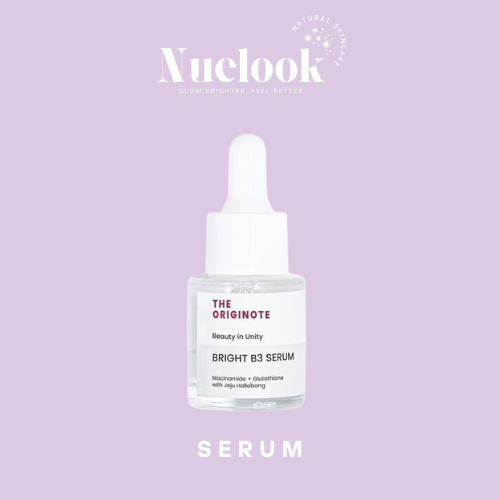 NATURAL SKINCARE
Nuelook
GLOW BRIGHTER, FEEL BETTER
THE
ORIGINOTE
Beauty in Unity
BRIGHT B3 SERUM
Niacinamide + Glutathione
with Jeju Hallabong
SERUM